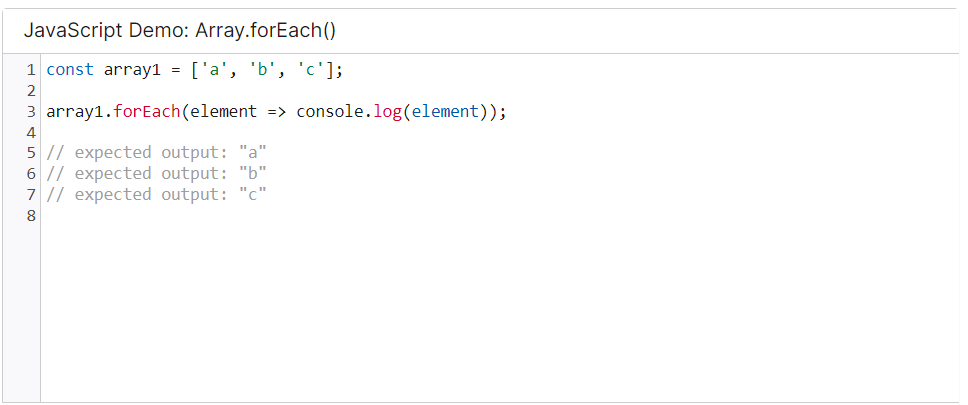 JavaScript Demo: Array.forEach()
1 const array1 = ['a', 'b', 'c'];
2
3 array1.forEach(element => console.log(element));
4
5 // expected output: "a"
6 // expected output: "b"
7 // expected output: "c"
8